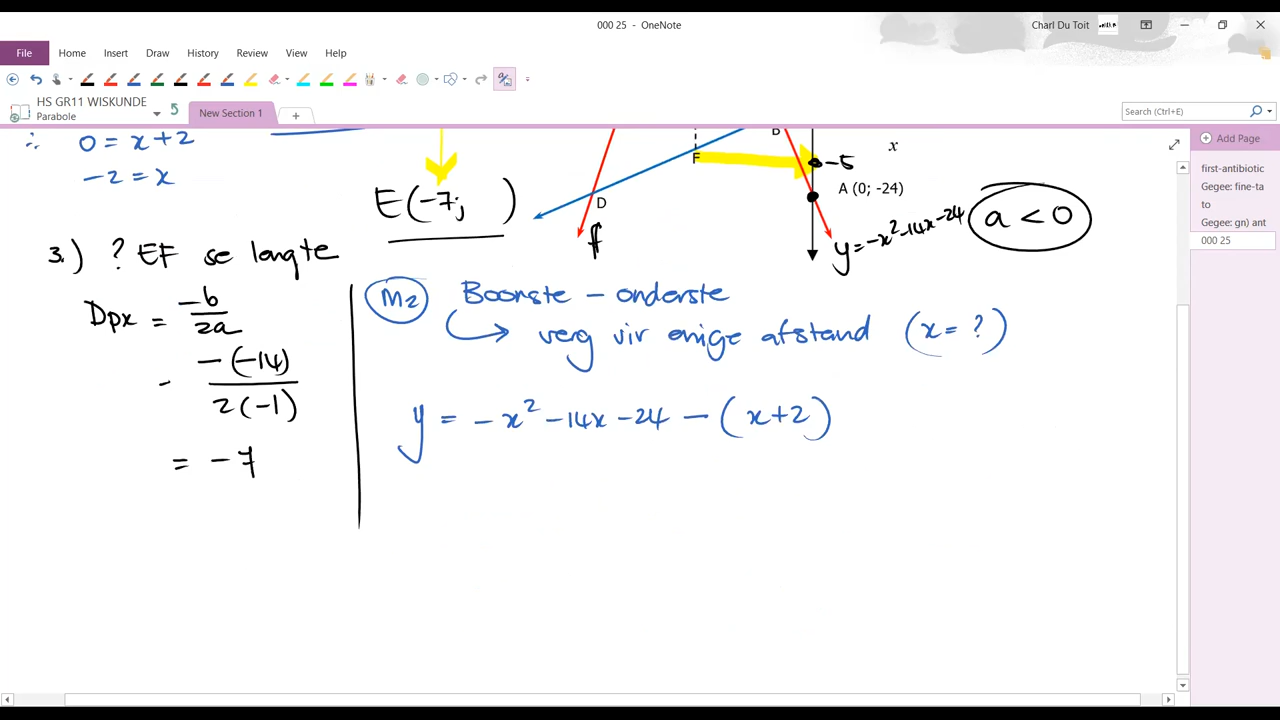 000 25 - OneNote
Charl Du Toit
File Home Insert Draw History Review View Help
HS GR11 WISKUNDE
Parabole
New Section 1
Search (Ctrl+E)
Add Page
first-antibiotic
Gegee: fine-ta
to
Gegee: gn) ant
000 25
∴ 0 = x+2
-2 = x
E(-7; )
B
x
F
-5
A (0; -24)
D
f
y = -x² -14x -24
a < 0
3.) ? EF se lengte
Dpx = -b/2a
= -(-14)/2(-1)
= -7
M2 Boonste - onderste
verg vir enige afstand (x = ?)
y = -x² -14x -24 - (x+2)